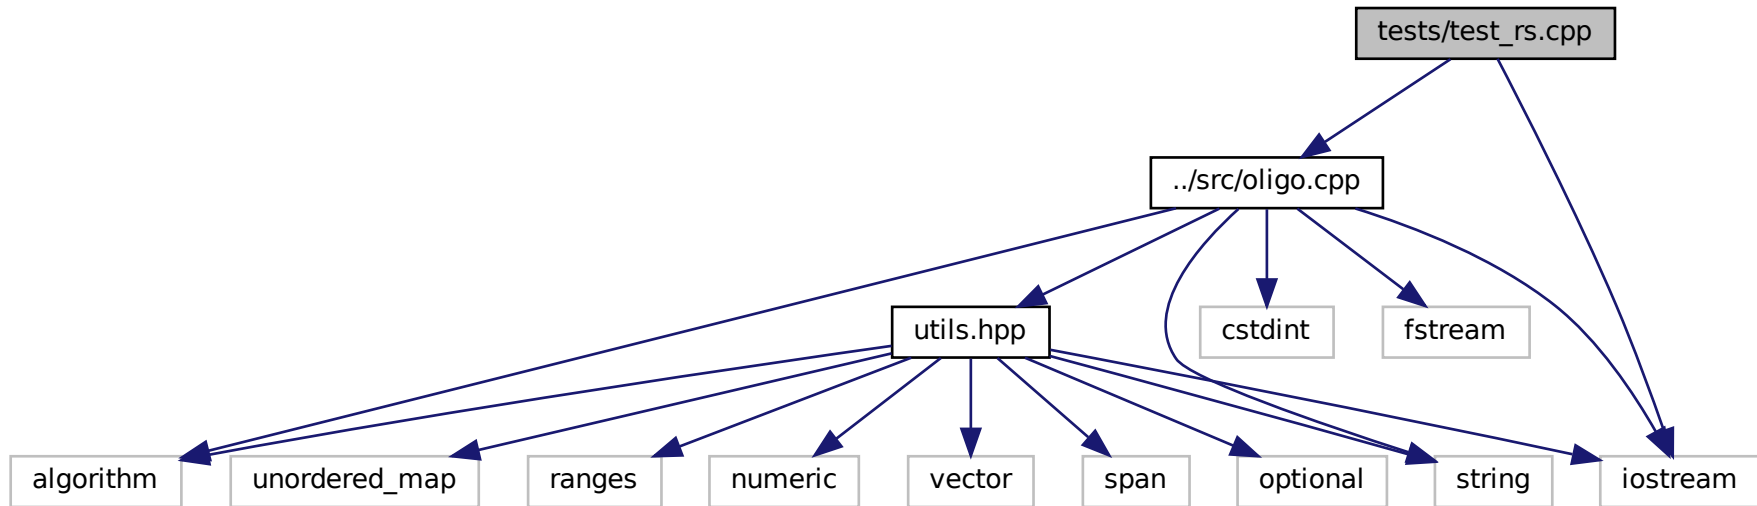 tests/test_rs.cpp
../src/oligo.cpp
utils.hpp
cstdint
fstream
algorithm
unordered_map
ranges
numeric
vector
span
optional
string
iostream